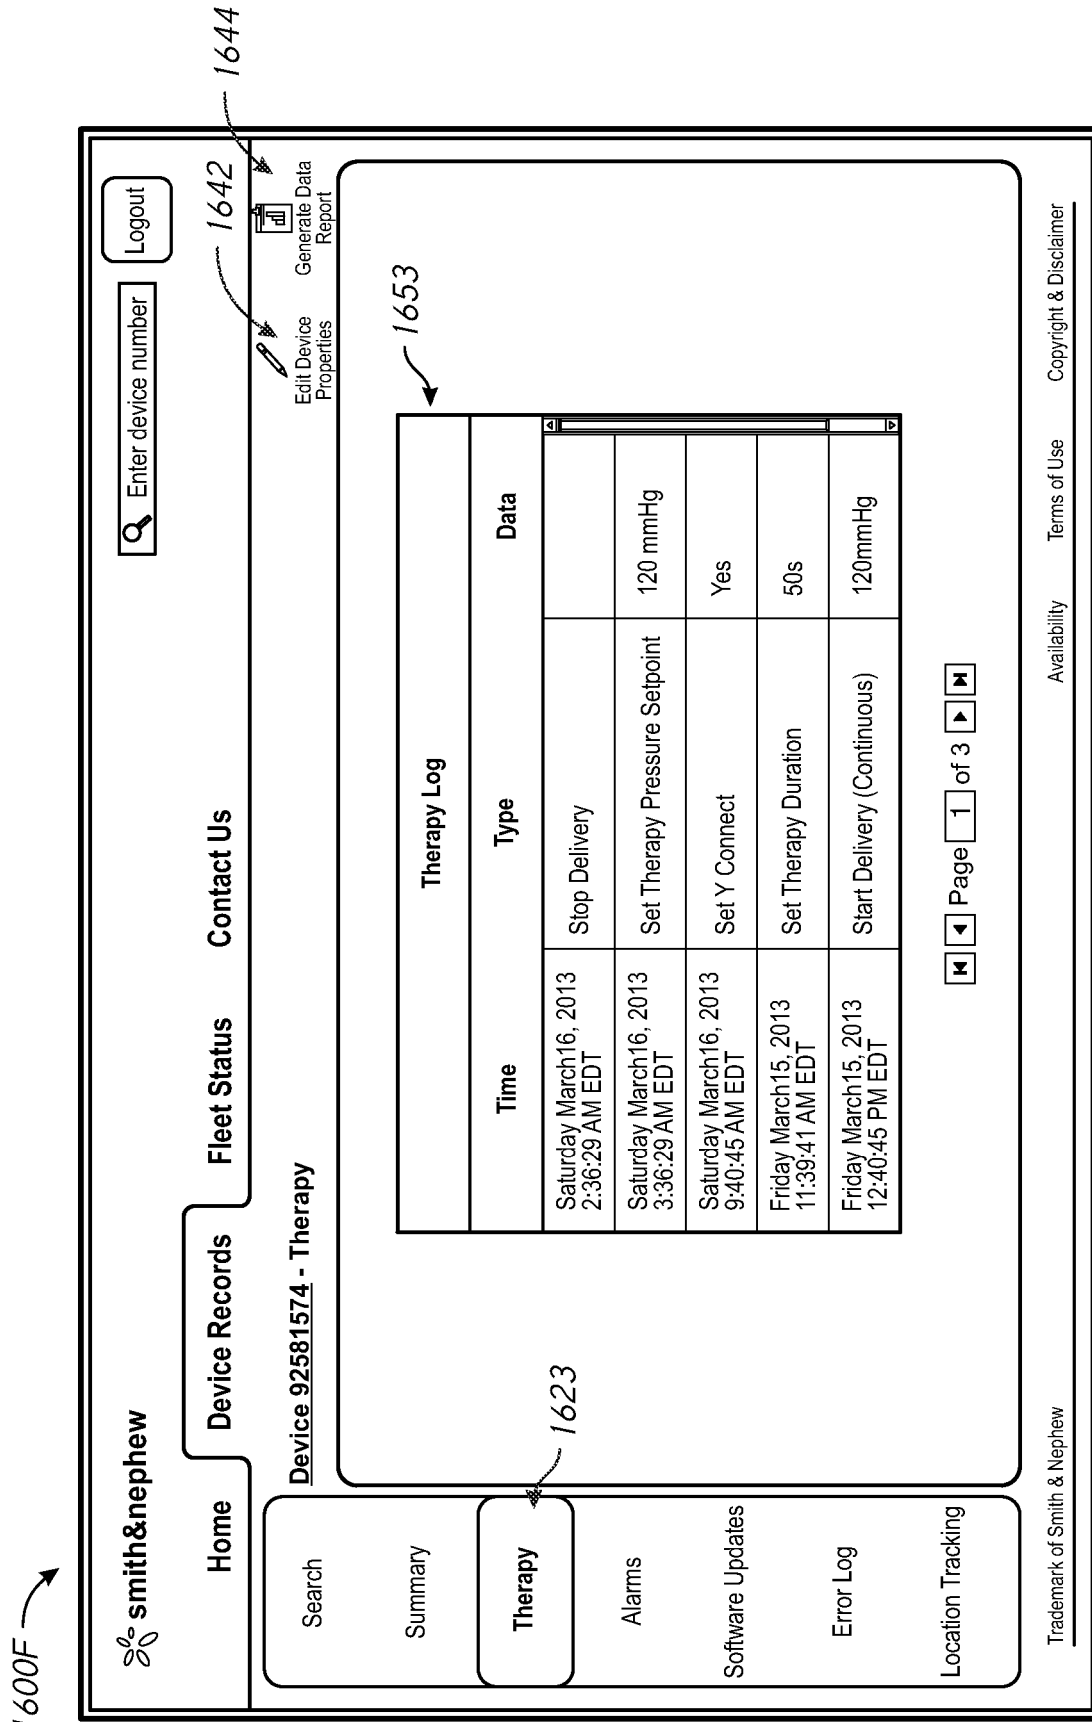 1600F
smith&nephew
Enter device number
Logout
Home Device Records Fleet Status Contact Us
1642
1644
Device 92581574 - Therapy
Edit Device
Properties
Generate Data
Report
Search
Summary
Therapy
Alarms
Software Updates
Error Log
Location Tracking
1623
1653
Therapy Log
Time Type Data
Saturday March16, 2013
2:36:29 AM EDT
Stop Delivery
Saturday March16, 2013
3:36:29 AM EDT
Set Therapy Pressure Setpoint
120 mmHg
Saturday March16, 2013
9:40:45 AM EDT
Set Y Connect
Yes
Friday March15, 2013
11:39:41 AM EDT
Set Therapy Duration
50s
Friday March15, 2013
12:40:45 PM EDT
Start Delivery (Continuous)
120mmHg
Page 1 of 3
Trademark of Smith & Nephew
Availability Terms of Use Copyright & Disclaimer